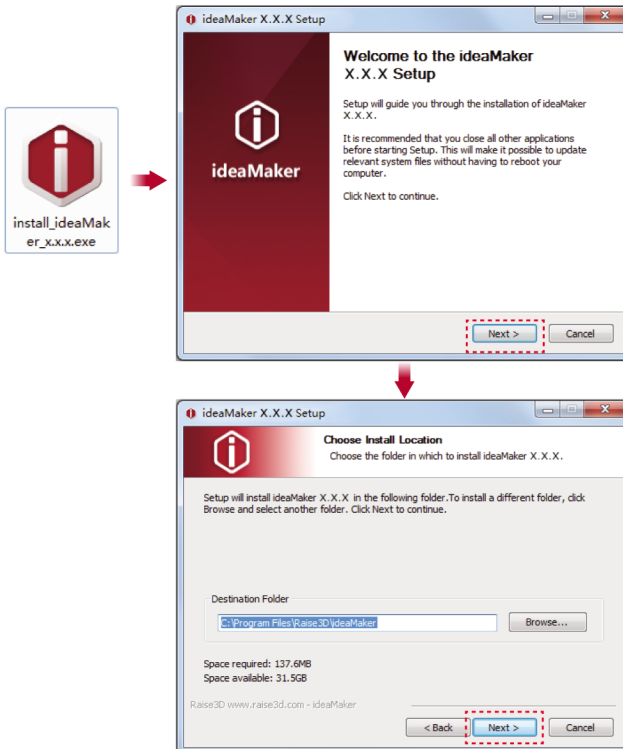 ideaMaker X.X.X Setup
Welcome to the ideaMaker
X.X.X Setup
Setup will guide you through the installation of ideaMaker
X.X.X.
It is recommended that you close all other applications
before starting Setup. This will make it possible to update
relevant system files without having to reboot your
computer.
Click Next to continue.
ideaMaker
install_ideaMak
er_x.x.x.exe
Next >
Cancel
ideaMaker X.X.X Setup
Choose Install Location
Choose the folder in which to install ideaMaker X.X.X.
Setup will install ideaMaker X.X.X in the following folder.To install a different folder, click
Browse and select another folder. Click Next to continue.
Destination Folder
C:\Program Files\Raise3D\ideaMaker
Browse...
Space required: 137.6MB
Space available: 31.5GB
Raise3D www.raise3d.com - ideaMaker
< Back
Next >
Cancel